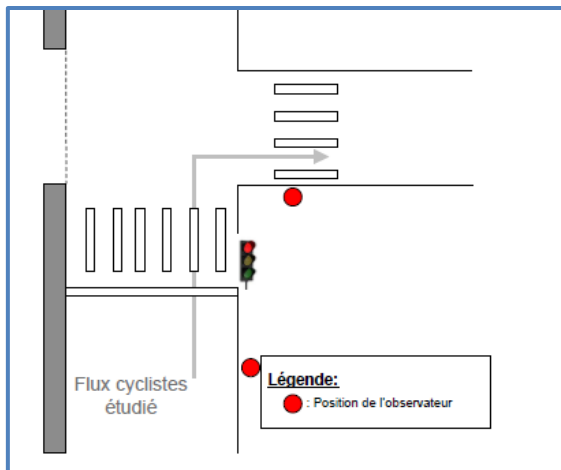 Flux cyclistes
étudié
Légende:
: Position de l'observateur